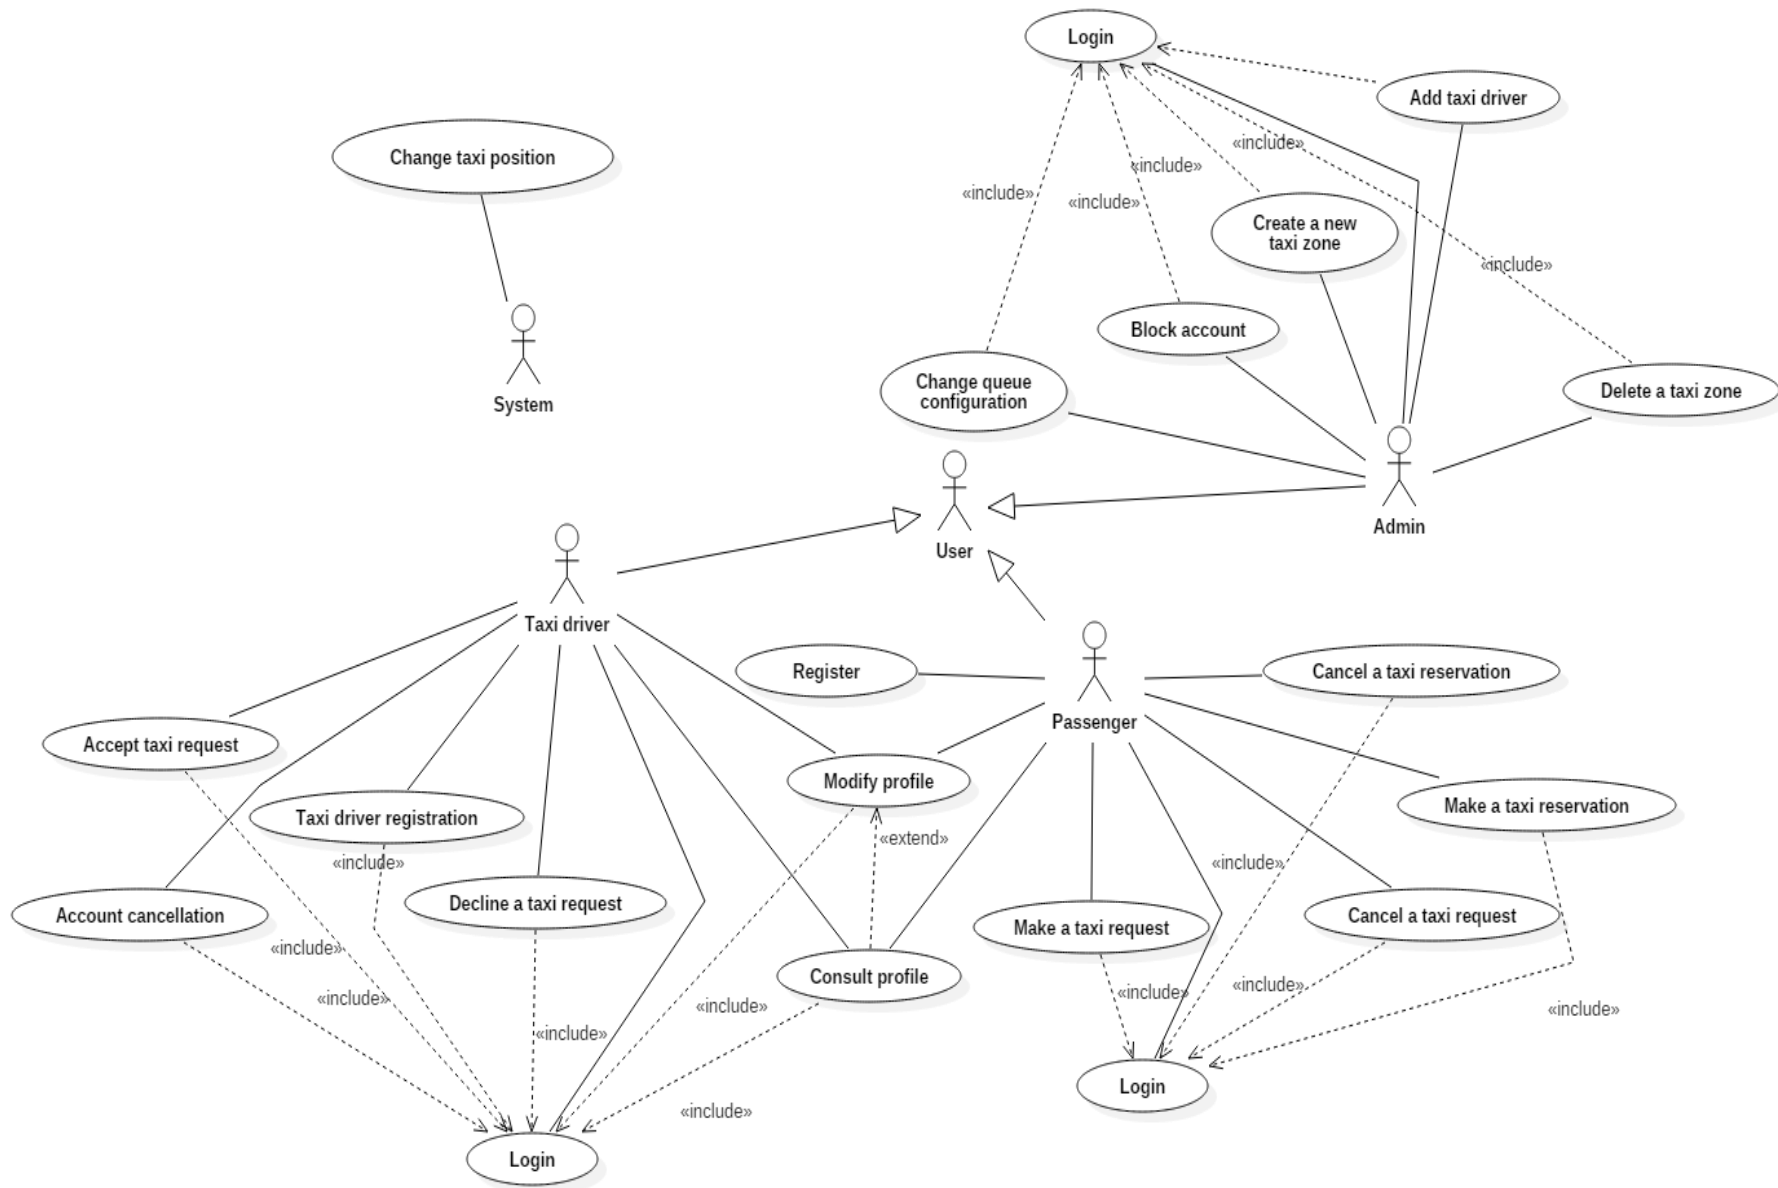 Login
Add taxi driver
Change taxi position
«include»
«include»
«include»
«include»
Create a new
taxi zone
«include»
Block account
Change queue
configuration
Delete a taxi zone
System
Admin
User
Taxi driver
Register
Cancel a taxi reservation
Passenger
Accept taxi request
Modify profile
Make a taxi reservation
Taxi driver registration
«extend»
«include»
«include»
Decline a taxi request
Account cancellation
Make a taxi request
Cancel a taxi request
«include»
Consult profile
«include»
«include»
«include»
«include»
«include»
«include»
Login
«include»
Login